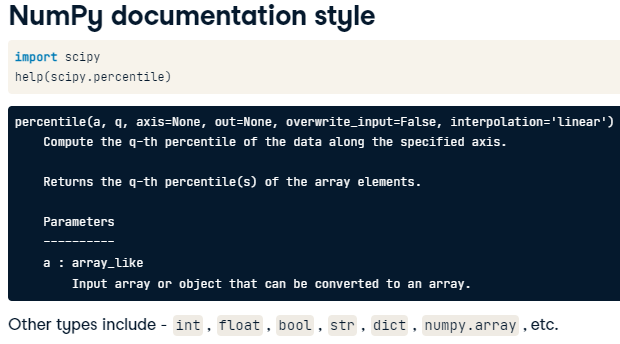 NumPy documentation style
import scipy
help(scipy.percentile)
percentile(a, q, axis=None, out=None, overwrite_input=False, interpolation='linear')
Compute the q-th percentile of the data along the specified axis.
Returns the q-th percentile(s) of the array elements.
Parameters
----------
a : array_like
Input array or object that can be converted to an array.
Other types include - int , float , bool , str , dict , numpy.array , etc.